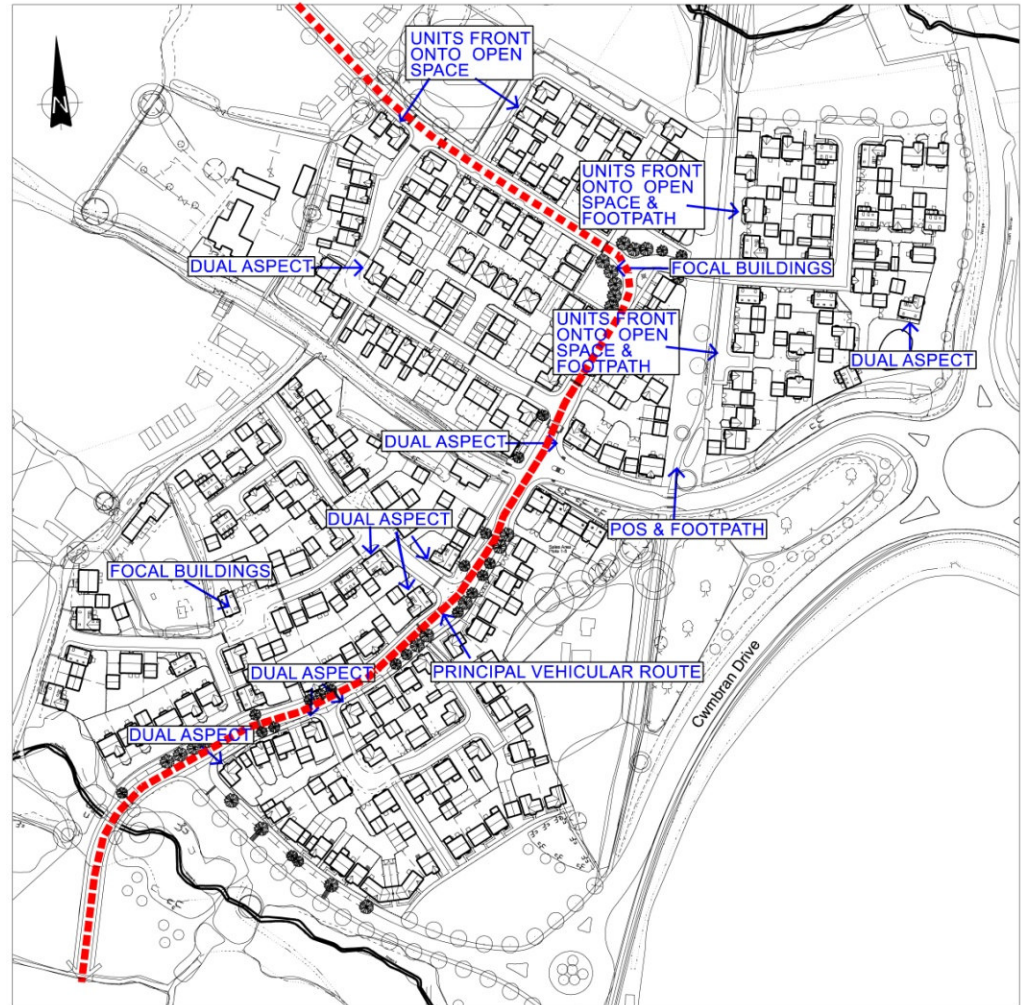 UNITS FRONT
ONTO OPEN
SPACE
N
UNITS FRONT
ONTO OPEN
SPACE &
FOOTPATH
DUAL ASPECT
FOCAL BUILDINGS
UNITS FRONT
ONTO OPEN
SPACE &
FOOTPATH
DUAL ASPECT
DUAL ASPECT
POS & FOOTPATH
DUAL ASPECT
FOCAL BUILDINGS
DUAL ASPECT
PRINCIPAL VEHICULAR ROUTE
Cwmbran Drive
DUAL ASPECT